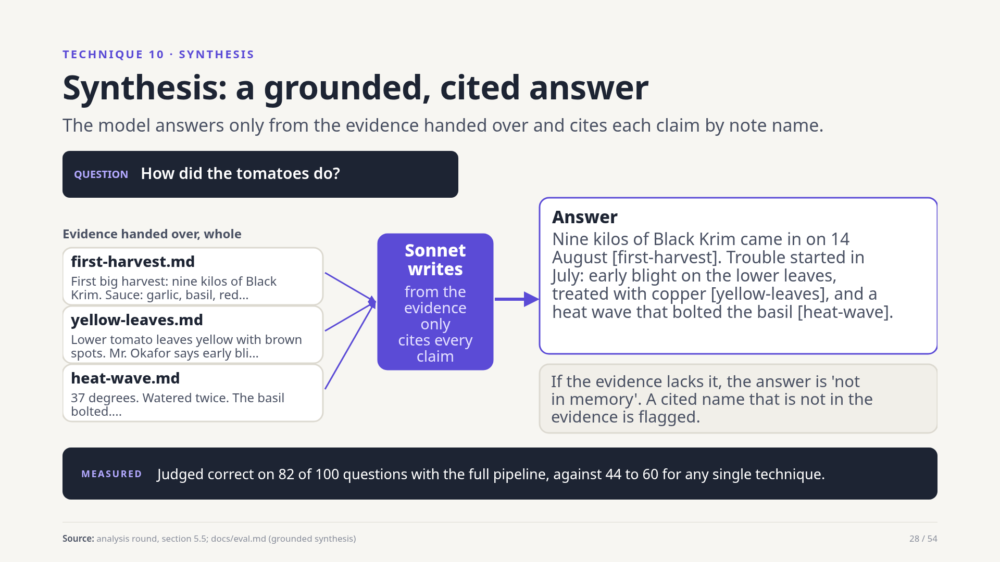 TECHNIQUE 10 · SYNTHESIS
Synthesis: a grounded, cited answer
The model answers only from the evidence handed over and cites each claim by note name.
QUESTION How did the tomatoes do?
Evidence handed over, whole
first-harvest.md
First big harvest: nine kilos of Black
Krim. Sauce: garlic, basil, red...
yellow-leaves.md
Lower tomato leaves yellow with brown
spots. Mr. Okafor says early bli...
heat-wave.md
37 degrees. Watered twice. The basil
bolted....
Sonnet
writes
from the
evidence
only
cites every
claim
Answer
Nine kilos of Black Krim came in on 14
August [first-harvest]. Trouble started in
July: early blight on the lower leaves,
treated with copper [yellow-leaves], and a
heat wave that bolted the basil [heat-wave].
If the evidence lacks it, the answer is 'not
in memory'. A cited name that is not in the
evidence is flagged.
MEASURED Judged correct on 82 of 100 questions with the full pipeline, against 44 to 60 for any single technique.
Source: analysis round, section 5.5; docs/eval.md (grounded synthesis)
28 / 54